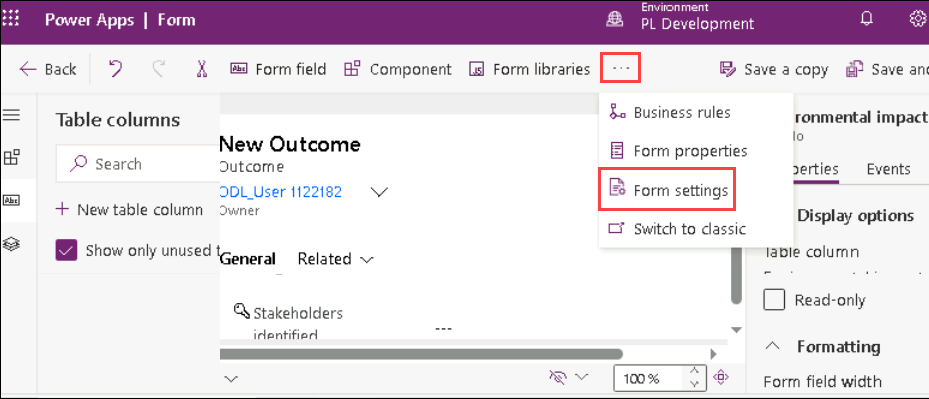 Power Apps | Form
Environment
PL Development
Back
Form field
Component
Form libraries
...
Save a copy
Save and
Table columns
Search
New table column
Show only unused t
New Outcome
Outcome
ODL_User 1122182
Owner
General
Related
Stakeholders
identified
---
100 %
Business rules
Form properties
Form settings
Switch to classic
ronmental impact
lo
perties
Events
Display options
Table column
Read-only
Formatting
Form field width